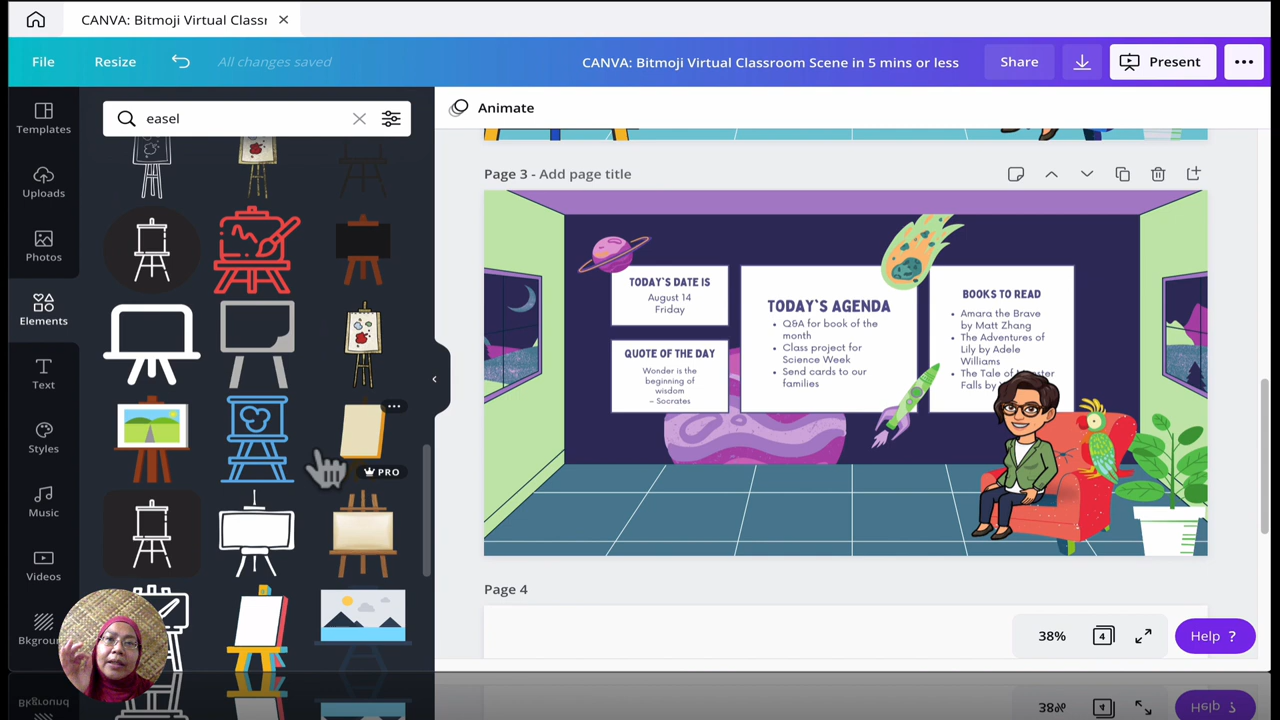 CANVA: Bitmoji Virtual Classr
File
Resize
All changes saved
CANVA: Bitmoji Virtual Classroom Scene in 5 mins or less
Share
Present
Templates
Uploads
Photos
Elements
Text
Styles
Music
Videos
Bkgroun
easel
PRO
Animate
Page 3 - Add page title
TODAY'S DATE IS
August 14
Friday
QUOTE OF THE DAY
Wonder is the
beginning of
wisdom
– Socrates
TODAY'S AGENDA
• Q&A for book of the
month
• Class project for
Science Week
• Send cards to our
families
BOOKS TO READ
• Amara the Brave
by Matt Zhang
• The Adventures of
Lily by Adele
Williams
• The Tale of
Falls by
Page 4
38%
4
Help ?
Bkgroun
38%
4
Help ?